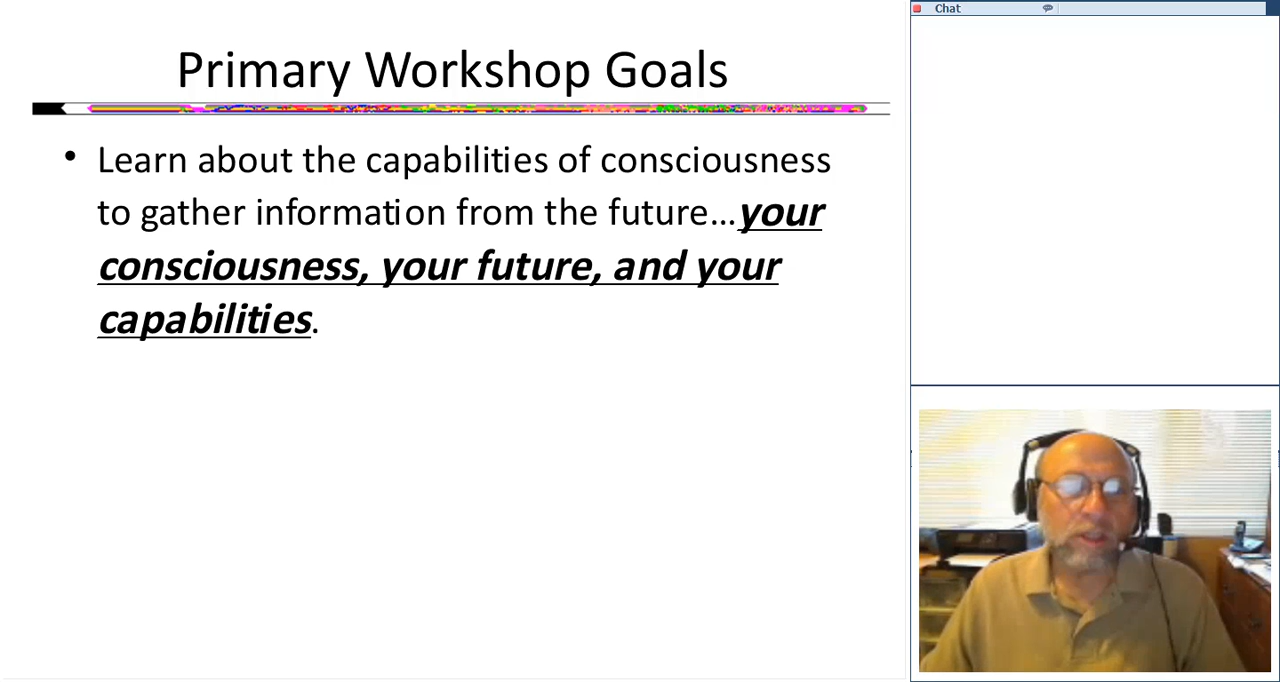 Primary Workshop Goals
• Learn about the capabilities of consciousness
to gather information from the future...your
consciousness, your future, and your
capabilities.
Chat